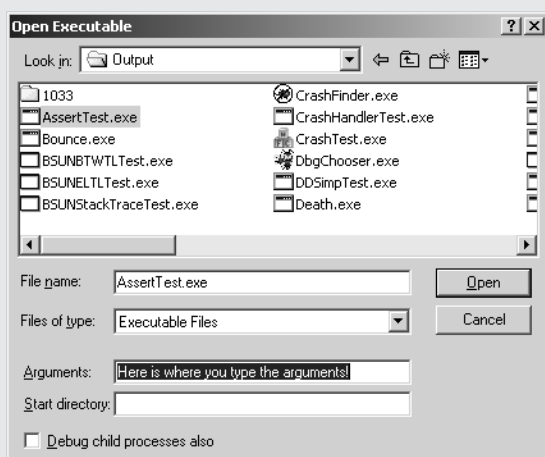 Open Executable
Look in: Output
1033
AssertTest.exe
Bounce.exe
BSUNBTWTLTest.exe
BSUNELTLTest.exe
BSUNStackTraceTest.exe
CrashFinder.exe
CrashHandlerTest.exe
CrashTest.exe
DbgChooser.exe
DDSimpTest.exe
Death.exe
File name: AssertTest.exe Open
Files of type: Executable Files Cancel
Arguments: Here is where you type the arguments!
Start directory:
Debug child processes also